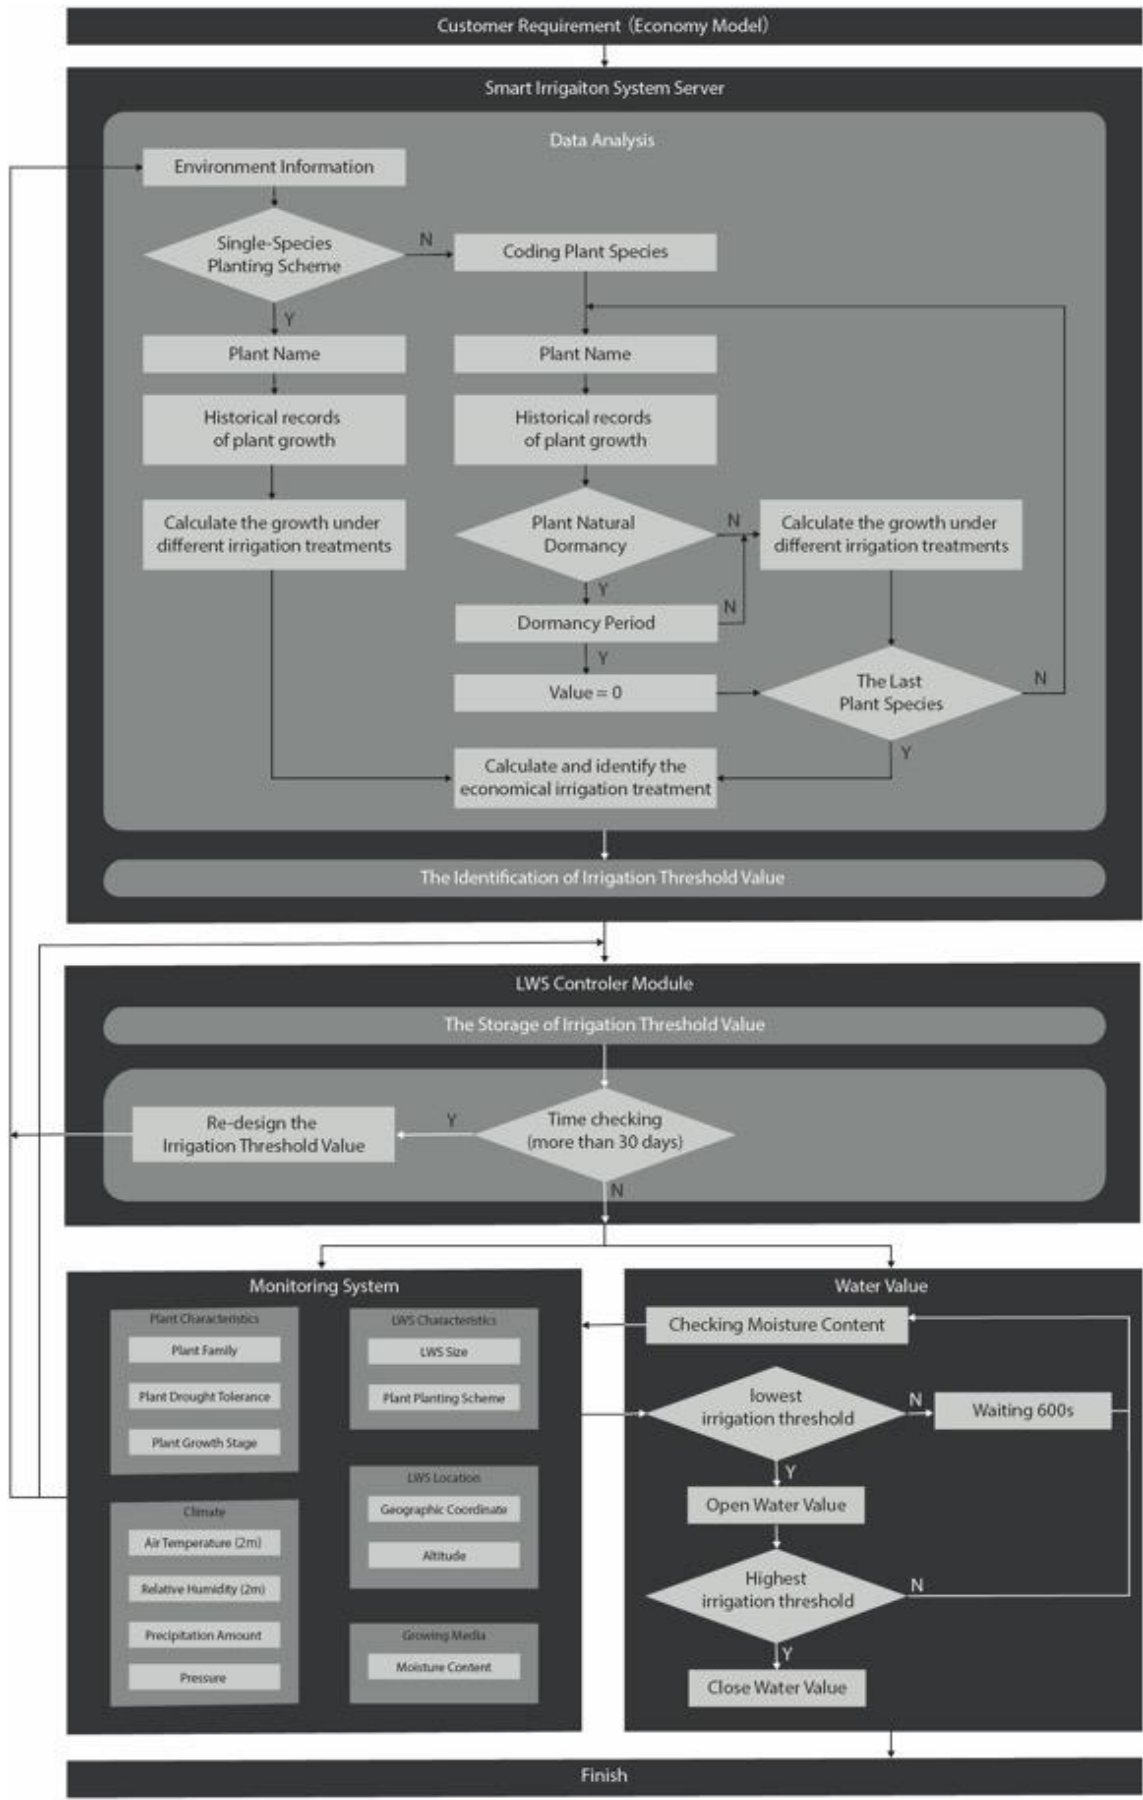 Customer Requirement (Economy Model)
Smart Irrigaiton System Server
Data Analysis
Environment Information
Single-Species
Planting Scheme
N
Coding Plant Species
Y
Plant Name
Plant Name
Historical records
of plant growth
Historical records
of plant growth
Calculate the growth under
different irrigation treatments
Plant Natural
Dormancy
N
Calculate the growth under
different irrigation treatments
Y
Dormancy Period
N
Y
Value = 0
The Last
Plant Species
N
Y
Calculate and identify the
economical irrigation treatment
The Identification of Irrigation Threshold Value
LWS Controler Module
The Storage of Irrigation Threshold Value
Re-design the
Irrigation Threshold Value
Y
Time checking
(more than 30 days)
N
Monitoring System
Plant Characteristics
Plant Family
Plant Drought Tolerance
Plant Growth Stage
Climate
Air Temperature (2m)
Relative Humidity (2m)
Precipitation Amount
Pressure
LWS Chatacteristics
LWS Size
Plant Planting Scheme
LWS Location
Geographic Coordinate
Altitude
Growing Media
Moisture Content
Water Value
Checking Moisture Content
lowest
irrigation threshold
N
Waiting 600s
Y
Open Water Value
Highest
irrigation threshold
N
Y
Close Water Value
Finish